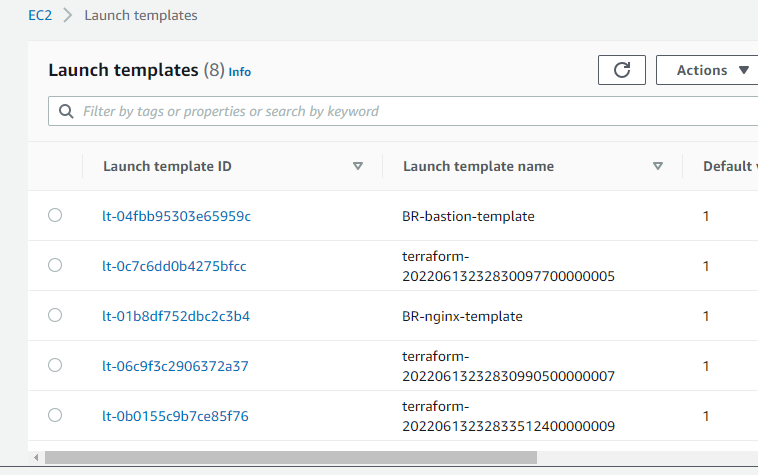 EC2 > Launch templates
Launch templates (8) Info
Actions
Filter by tags or properties or search by keyword
Launch template ID Launch template name Default v
lt-04fbb95303e65959c BR-bastion-template 1
terraform-
lt-0c7c6dd0b4275bfcc 1
20220613232830097700000005
lt-01b8df752dbc2c3b4 BR-nginx-template 1
terraform-
lt-06c9f3c2906372a37 1
20220613232830990500000007
terraform-
lt-0b0155c9b7ce85f76 1
20220613232833512400000009